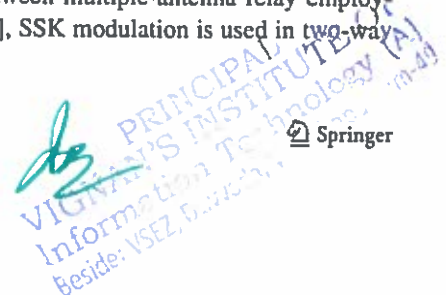 between multiple-antenna relay employ-
], SSK modulation is used in two-way
PRINCIPAL
VIGNAN'S INSTITUTE OF
Information Technology (A)
Beside: VSEZ,
Springer